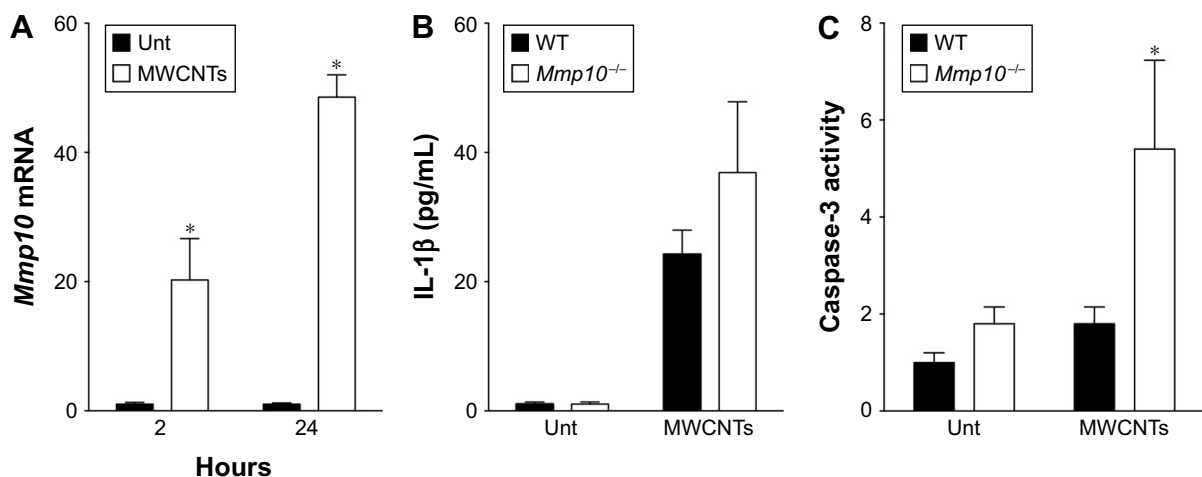 A
60
40
20
0
Mmp10 mRNA
Unt
MWCNTs
*
*
2
24
Hours
B
60
40
20
0
IL-1β (pg/mL)
WT
Mmp10⁻/⁻
Unt
MWCNTs
C
8
6
4
2
0
Caspase-3 activity
WT
Mmp10⁻/⁻
*
Unt
MWCNTs